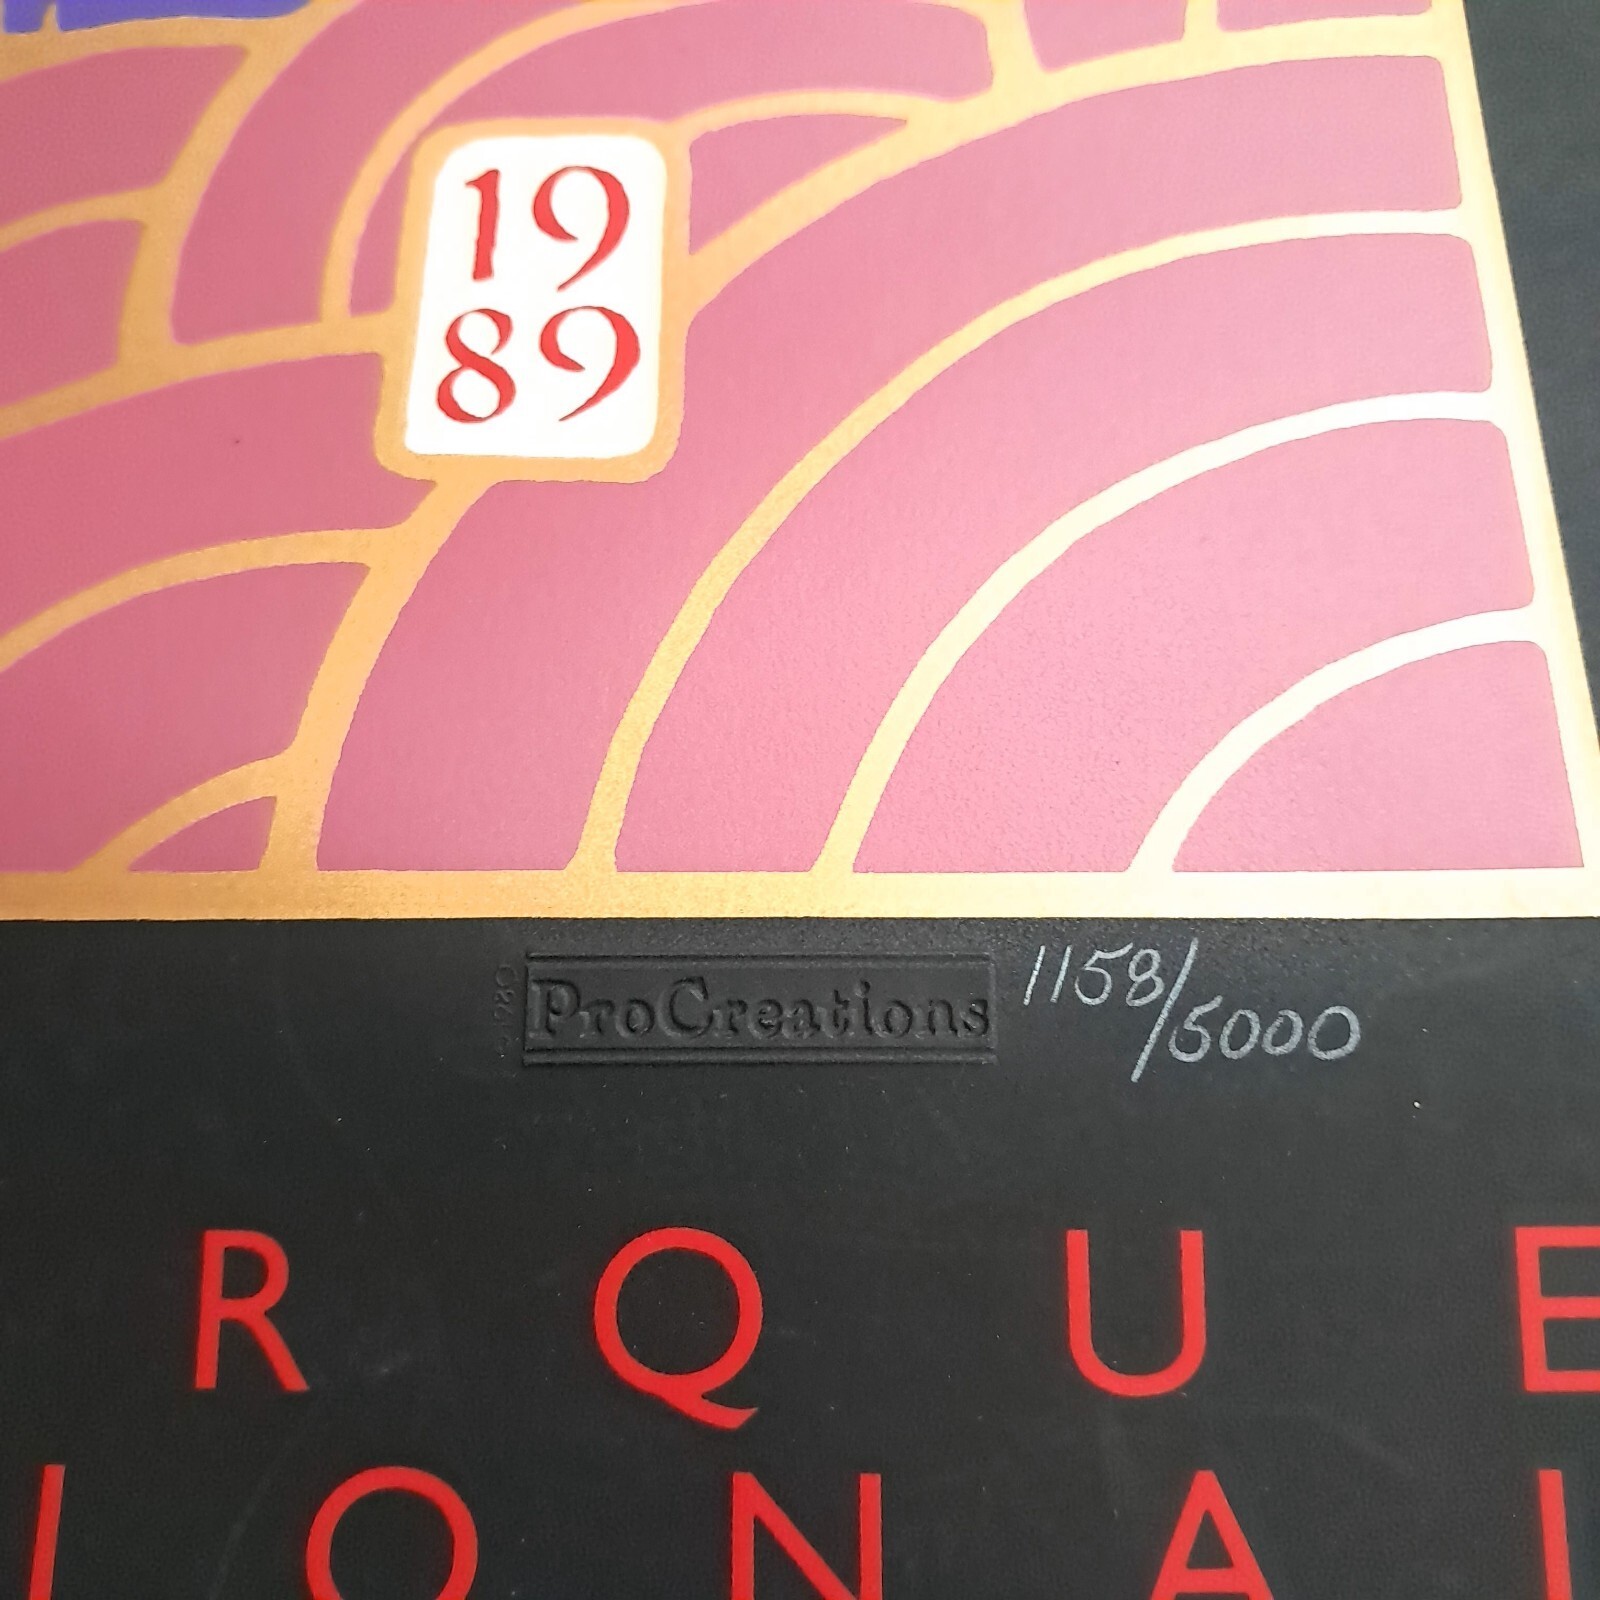 19
89
ProCreations 1158/5000
R Q U E
I O N A L